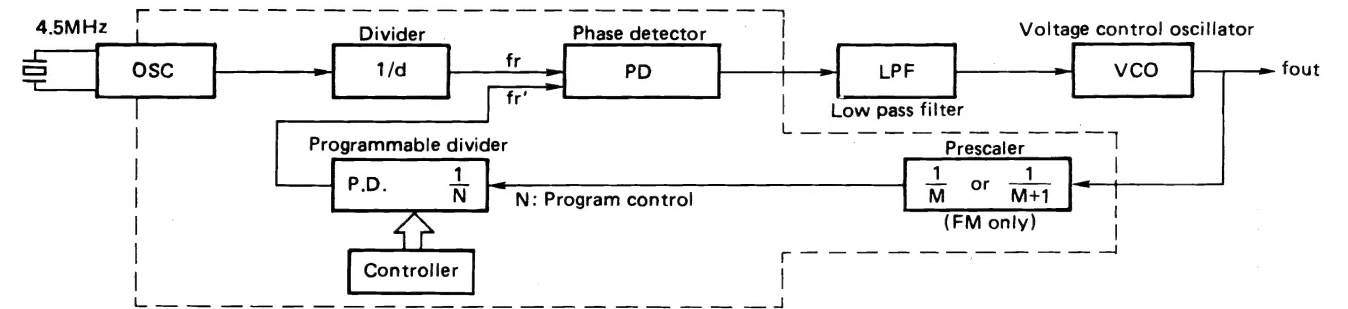 4.5MHz
OSC
Divider
1/d
fr
fr'
Phase detector
PD
LPF
Low pass filter
Voltage control oscillator
VCO
fout
Programmable divider
P.D. 1/N
N: Program control
Prescaler
1/M or 1/M+1
(FM only)
Controller